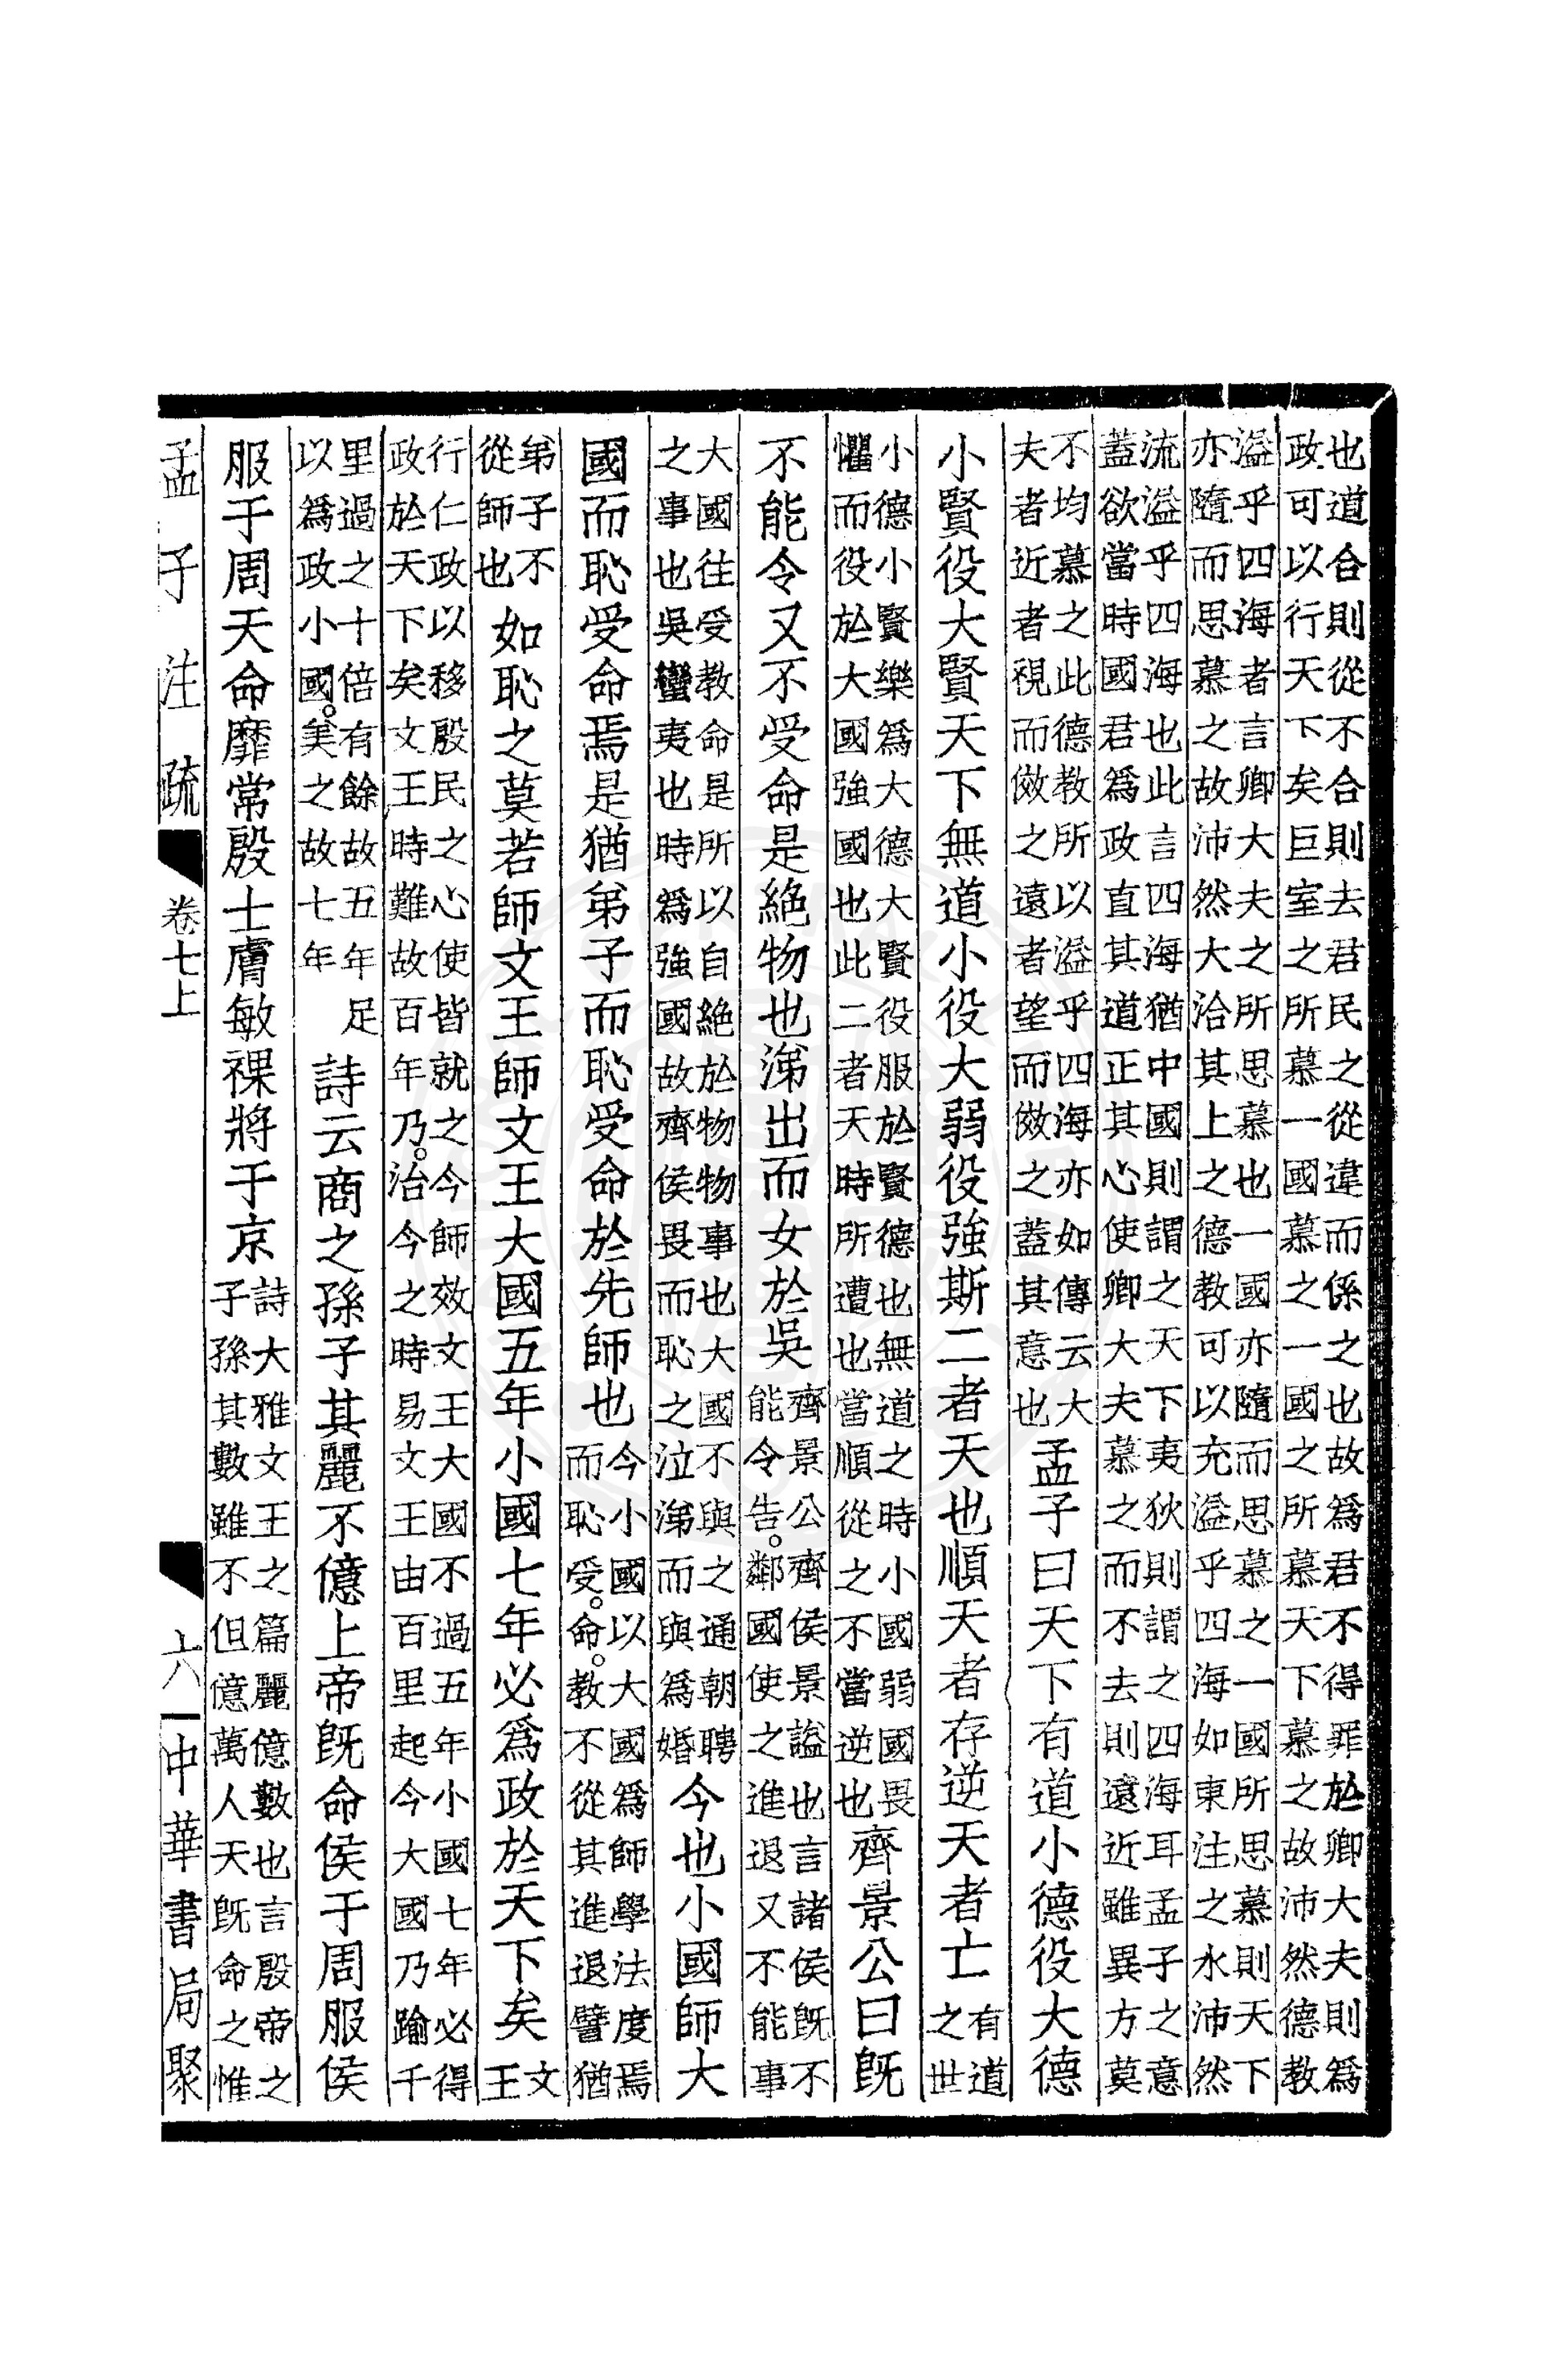 也道合則從不合則去君民之從違而係之也故爲君不得罪於卿大夫則爲
政可以行天下矣巨室之所慕一國慕之一國之所慕天下慕之故沛然德教
溢乎四海者言卿大夫之所思慕也一國亦隨而思慕之一國所思慕則天下
亦隨而思慕之故沛然大洽其上之德教可以充溢乎四海如東注之水沛然
流溢乎四海也此言四海猶中國則謂之天下夷狄則謂之四海耳孟子之意
蓋欲當時國君爲政直其道正其心使卿大夫慕之而不去則遠近雖異方莫
不均慕之此德教所以溢乎四海亦如傳云大
夫者近者視而傚之遠者望而傚之蓋其意也
孟子曰天下有道小德役大德
小賢役大賢天下無道小役大弱役強斯二者天也順天者存逆天者亡
有道
之世
小德小賢樂爲大德大賢役服於賢德也無道之時小國弱國畏
懼而役於大國強國也此二者天時所遭也當順從之不當逆也
齊景公曰既
不能令又不受命是絶物也涕出而女於吳
齊景公齊侯景謚也言諸侯既不
能令告。鄰國使之進退又不能事
大國往受教命是所以自絶於物物事也大國不與之通朝聘
之事也吳蠻夷也時爲強國故齊侯畏而恥之泣涕而與爲婚
今也小國師大
國而恥受命焉是猶弟子而恥受命於先師也
今小國以大國爲師學法度焉
而恥受。命。教不從其進退譬猶
弟子不
從師也
如恥之莫若師文王師文王大國五年小國七年必爲政於天下矣
文
王
行仁政以移殷民之心使皆就之今師效文王大國不過五年小國七年必得
政於天下矣文王時難故百年乃。治今之時易文王由百里起今大國乃踰千
里過之十倍有餘故五年足
以爲政小國。美之故七年
詩云商之孫子其麗不億上帝旣命侯于周服侯
服于周天命靡常殷士膚敏祼將于京
詩大雅文王之篇麗億數也言殷帝之
子孫其數雖不但億萬人天旣命之惟
孟子注疏 卷七上 六 中華書局聚